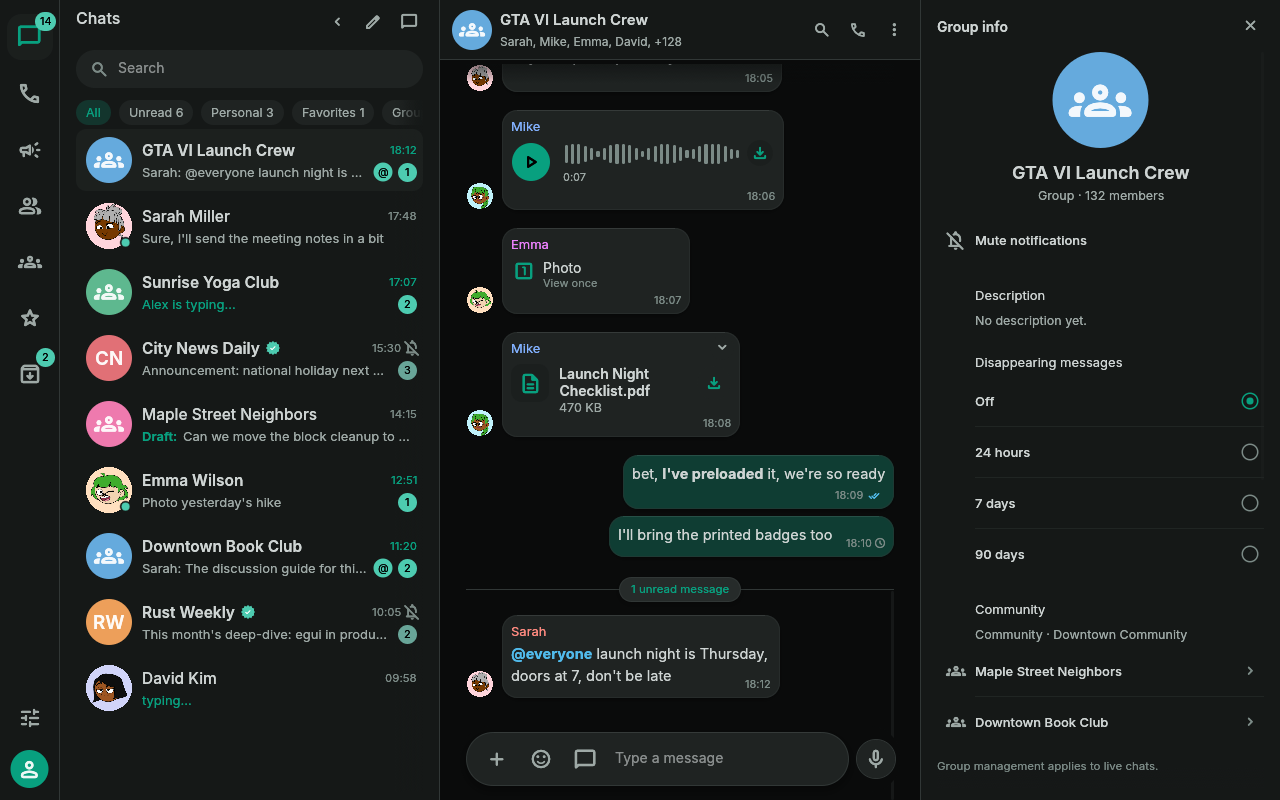 14
2
Chats
Search
All
Unread 6
Personal 3
Favorites 1
GTA VI Launch Crew
18:12
Sarah: @everyone launch night is ...
@
1
Sarah Miller
17:48
Sure, I'll send the meeting notes in a bit
Sunrise Yoga Club
17:07
Alex is typing...
2
CN
City News Daily
15:30
Announcement: national holiday next ...
3
Maple Street Neighbors
14:15
Draft: Can we move the block cleanup to ...
Emma Wilson
12:51
Photo yesterday's hike
1
Downtown Book Club
11:20
Sarah: The discussion guide for thi...
@
2
RW
Rust Weekly
10:05
This month's deep-dive: egui in produ...
2
David Kim
09:58
typing...
GTA VI Launch Crew
Sarah, Mike, Emma, David, +128
18:05
Mike
0:07
18:06
Emma
1
Photo
View once
18:07
Mike
Launch Night
Checklist.pdf
470 KB
18:08
bet, I've preloaded it, we're so ready
18:09
I'll bring the printed badges too
18:10
1 unread message
Sarah
@everyone launch night is Thursday,
doors at 7, don't be late
18:12
Type a message
Group info
GTA VI Launch Crew
Group · 132 members
Mute notifications
Description
No description yet.
Disappearing messages
Off
24 hours
7 days
90 days
Community
Community · Downtown Community
Maple Street Neighbors
Downtown Book Club
Group management applies to live chats.